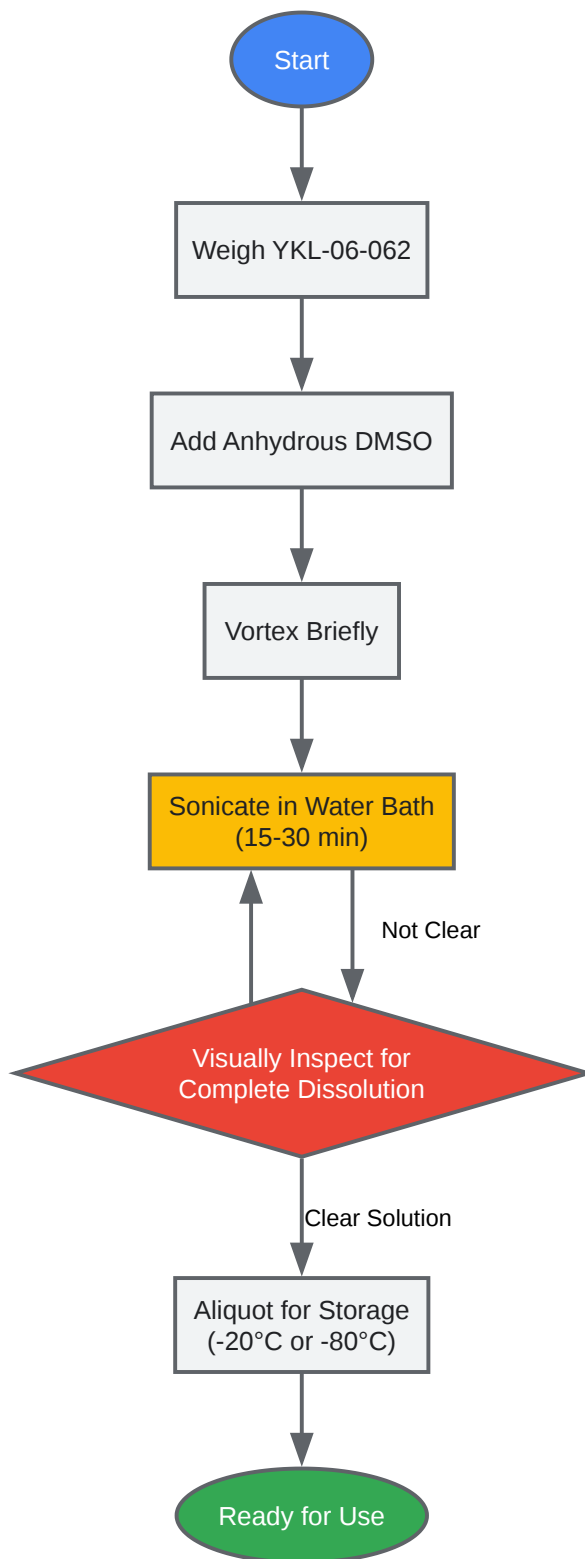 Start
Weigh YKL-06-062
Add Anhydrous DMSO
Vortex Briefly
Sonicate in Water Bath
(15-30 min)
Not Clear
Visually Inspect for
Complete Dissolution
Clear Solution
Aliquot for Storage
(-20°C or -80°C)
Ready for Use